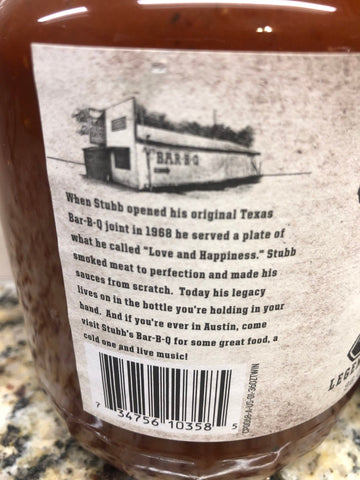 BAR-B-Q
When Stubb opened his original Texas
Bar-B-Q joint in 1968 he served a plate of
what he called "Love and Happiness." Stubb
smoked meat to perfection and made his
sauces from scratch. Today his legacy
lives on in the bottle you're holding in your
hand. And if you're ever in Austin, come
visit Stubb's Bar-B-Q for some great food, a
cold one and live music!
7 34756 10358 5